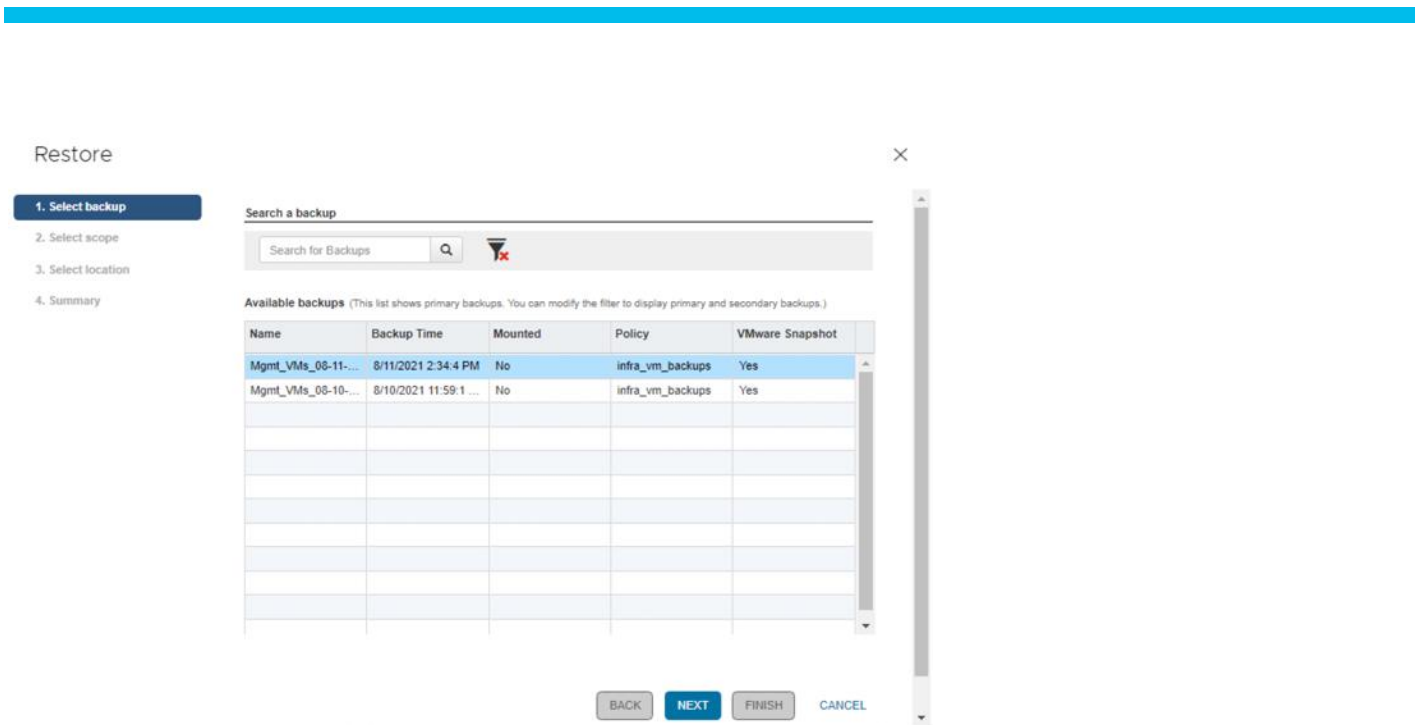 Restore
1. Select backup
2. Select scope
3. Select location
4. Summary
Search a backup
Search for Backups
Available backups (This list shows primary backups. You can modify the filter to display primary and secondary backups.)
Name Backup Time Mounted Policy VMware Snapshot
Mgmt_VMs_08-11-... 8/11/2021 2:34:4 PM No infra_vm_backups Yes
Mgmt_VMs_08-10-... 8/10/2021 11:59:1 ... No infra_vm_backups Yes
BACK NEXT FINISH CANCEL